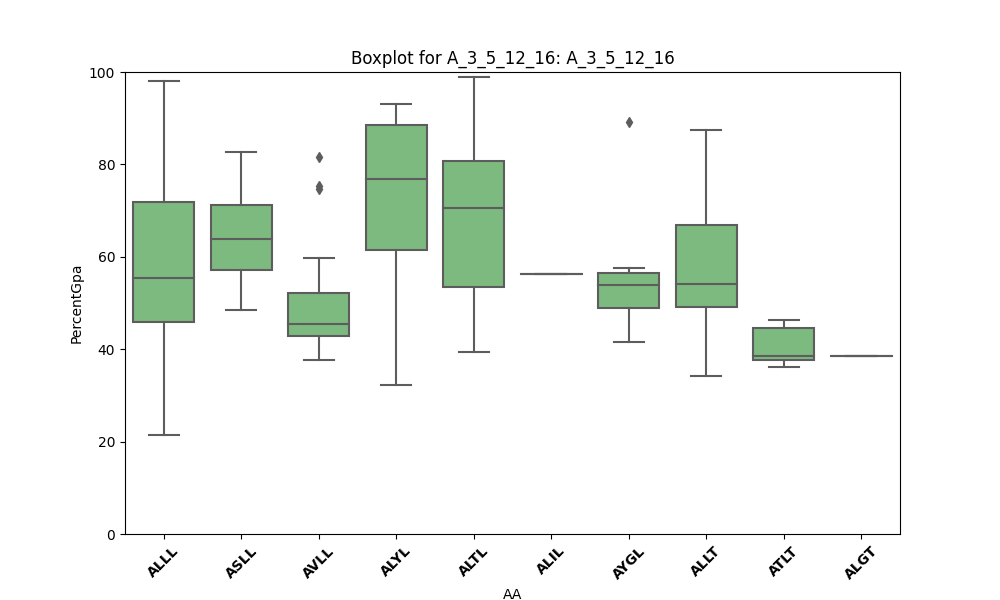 Boxplot for A_3_5_12_16: A_3_5_12_16
100
80
60
40
20
0
PercentGpa
ALLL
ASLL
AVLL
ALYL
ALTL
ALIL
AYGL
ALLT
ATLT
ALGT
AA